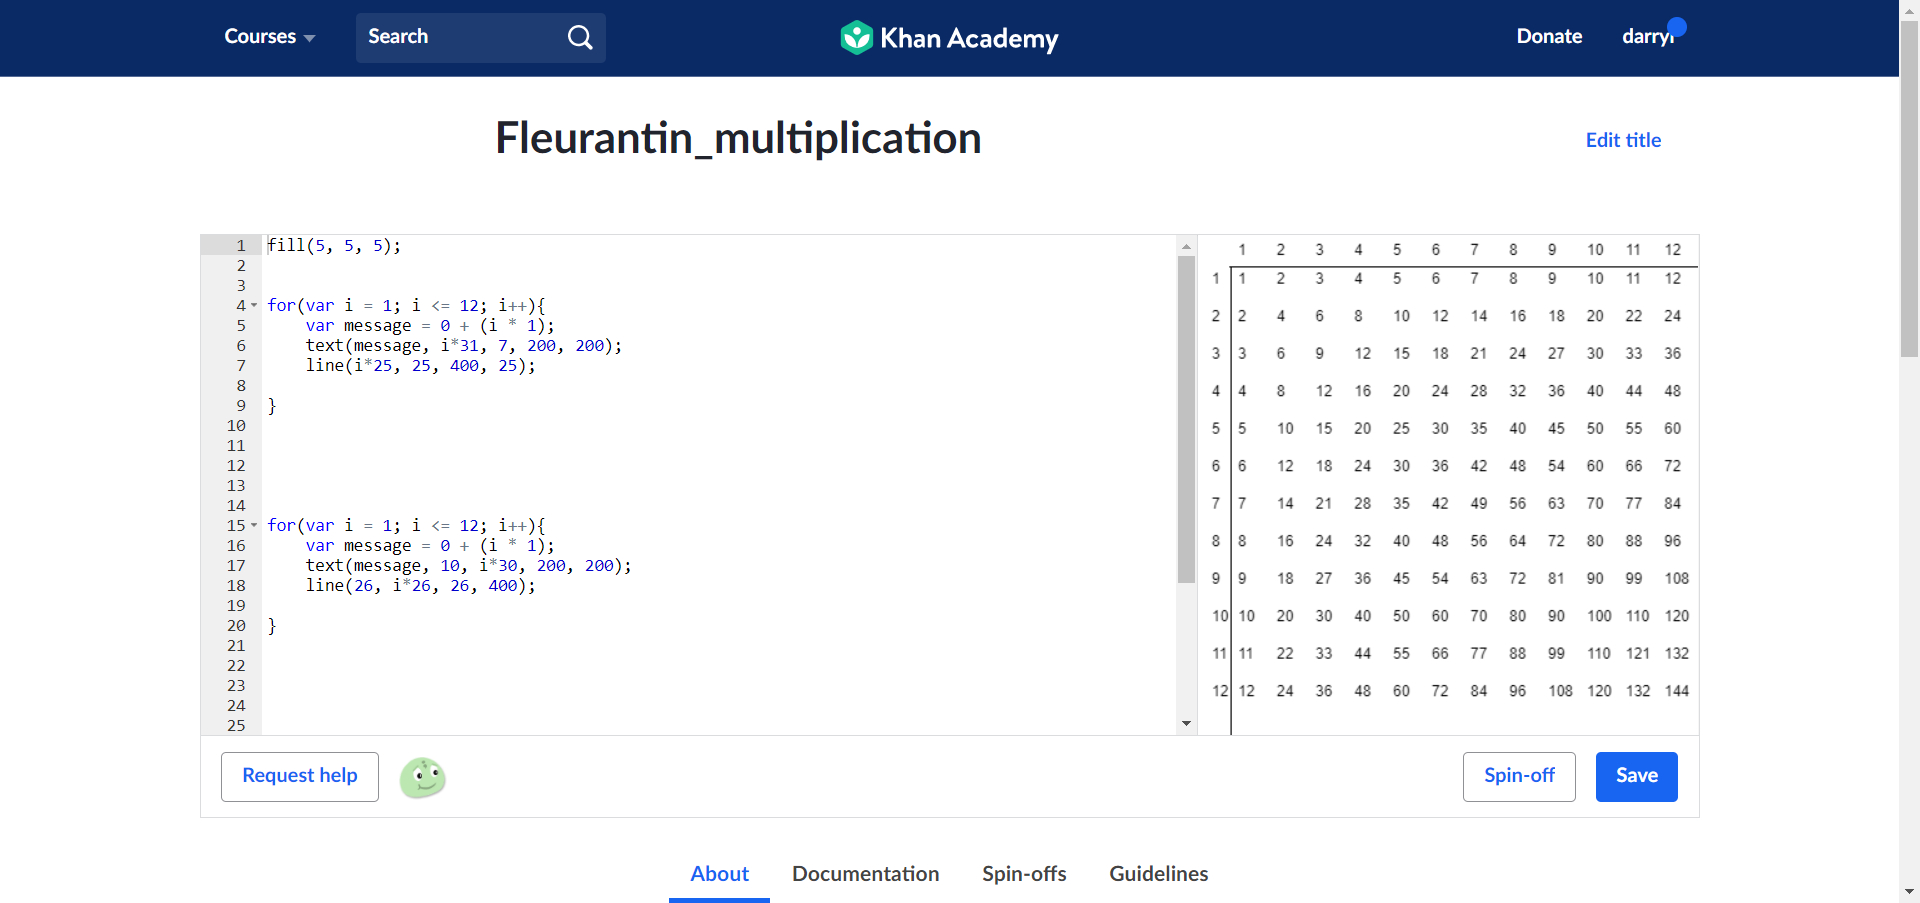 Courses
Search
Khan Academy
Donate
darryl
Fleurantin_multiplication
Edit title
1 fill(5, 5, 5);
2
3
4 for(var i = 1; i <= 12; i++){
5 var message = 0 + (i * 1);
6 text(message, i*31, 7, 200, 200);
7 line(i*25, 25, 400, 25);
8
9 }
10
11
12
13
14
15 for(var i = 1; i <= 12; i++){
16 var message = 0 + (i * 1);
17 text(message, 10, i*30, 200, 200);
18 line(26, i*26, 26, 400);
19
20 }
21
22
23
24
25
1 2 3 4 5 6 7 8 9 10 11 12
1 1 2 3 4 5 6 7 8 9 10 11 12
2 2 4 6 8 10 12 14 16 18 20 22 24
3 3 6 9 12 15 18 21 24 27 30 33 36
4 4 8 12 16 20 24 28 32 36 40 44 48
5 5 10 15 20 25 30 35 40 45 50 55 60
6 6 12 18 24 30 36 42 48 54 60 66 72
7 7 14 21 28 35 42 49 56 63 70 77 84
8 8 16 24 32 40 48 56 64 72 80 88 96
9 9 18 27 36 45 54 63 72 81 90 99 108
10 10 20 30 40 50 60 70 80 90 100 110 120
11 11 22 33 44 55 66 77 88 99 110 121 132
12 12 24 36 48 60 72 84 96 108 120 132 144
Request help
Spin-off
Save
About
Documentation
Spin-offs
Guidelines